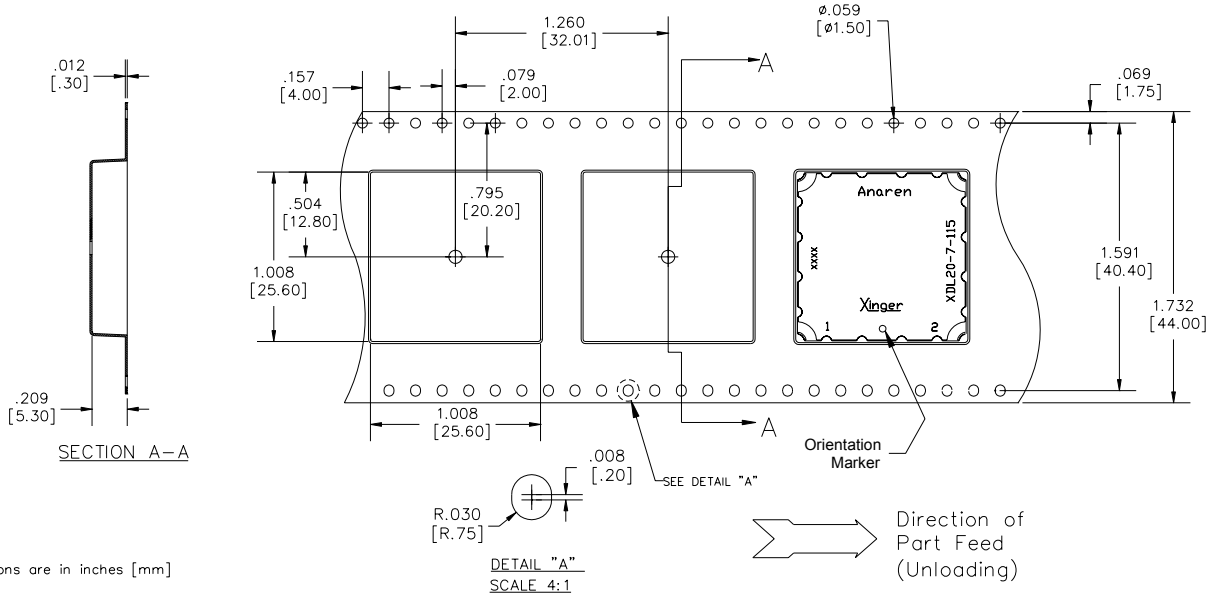 .012
[.30]
.157
[4.00]
1.260
[32.01]
.079
[2.00]
ø.059
[ø1.50]
A
.069
[1.75]
.504
[12.80]
.795
[20.20]
1.008
[25.60]
Anaren
xxxx
XDL20-7-115
Xinger
1
2
1.591
[40.40]
1.732
[44.00]
.209
[5.30]
SECTION A-A
1.008
[25.60]
A
Orientation
Marker
.008
[.20]
SEE DETAIL "A"
R.030
[R.75]
DETAIL "A"
SCALE 4:1
Direction of
Part Feed
(Unloading)
ons are in inches [mm]